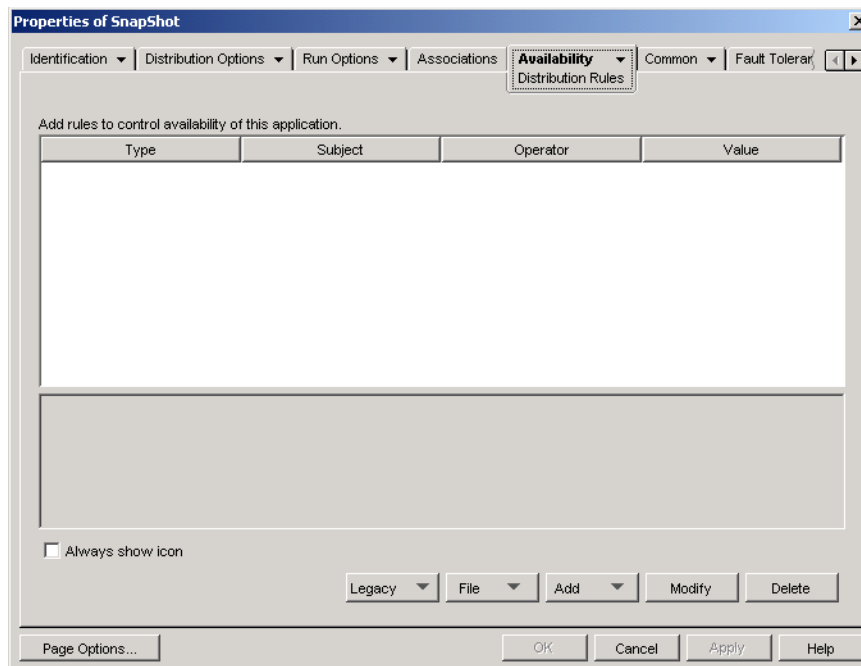 Properties of SnapShot
Identification Distribution Options Run Options Associations Availability Common Fault Toleran
Distribution Rules
Add rules to control availability of this application.
Type Subject Operator Value
Always show icon
Legacy File Add Modify Delete
Page Options... OK Cancel Apply Help